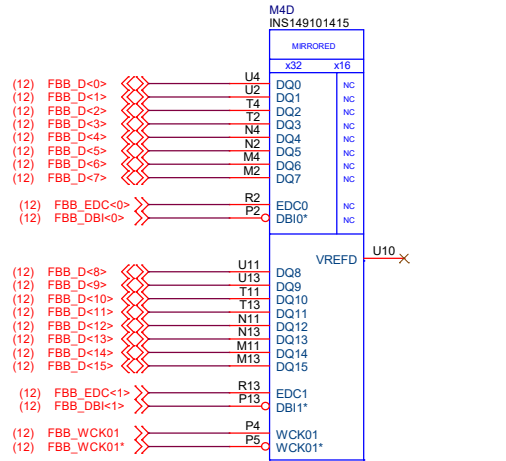 M4D
INS149101415
MIRRORED
x32 x16
(12) FBB_D<0> U4 DQ0 NC
(12) FBB_D<1> U2 DQ1 NC
(12) FBB_D<2> T4 DQ2 NC
(12) FBB_D<3> T2 DQ3 NC
(12) FBB_D<4> N4 DQ4 NC
(12) FBB_D<5> N2 DQ5 NC
(12) FBB_D<6> M4 DQ6 NC
(12) FBB_D<7> M2 DQ7 NC
(12) FBB_EDC<0> R2 EDC0 NC
(12) FBB_DBI<0> P2 DBI0* NC
VREFD U10
(12) FBB_D<8> U11 DQ8
(12) FBB_D<9> U13 DQ9
(12) FBB_D<10> T11 DQ10
(12) FBB_D<11> T13 DQ11
(12) FBB_D<12> N11 DQ12
(12) FBB_D<13> N13 DQ13
(12) FBB_D<14> M11 DQ14
(12) FBB_D<15> M13 DQ15
(12) FBB_EDC<1> R13 EDC1
(12) FBB_DBI<1> P13 DBI1*
(12) FBB_WCK01 P4 WCK01
(12) FBB_WCK01* P5 WCK01*